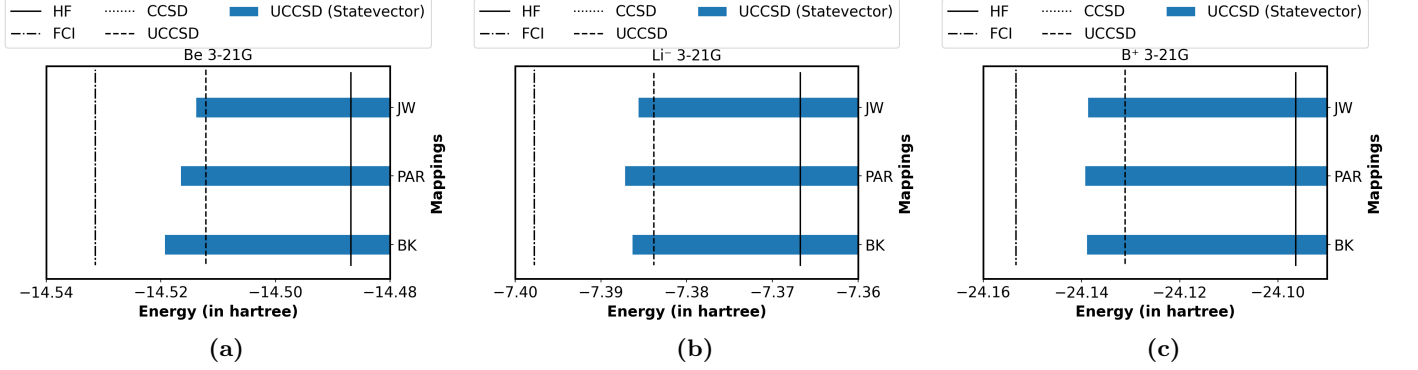 HF CCSD UCCSD (Statevector)
FCI UCCSD
Be 3-21G
JW
PAR
BK
Mappings
−14.54 −14.52 −14.50 −14.48
Energy (in hartree)
(a)
HF CCSD UCCSD (Statevector)
FCI UCCSD
Li⁻ 3-21G
JW
PAR
BK
Mappings
−7.40 −7.39 −7.38 −7.37 −7.36
Energy (in hartree)
(b)
HF CCSD UCCSD (Statevector)
FCI UCCSD
B⁺ 3-21G
JW
PAR
BK
Mappings
−24.16 −24.14 −24.12 −24.10
Energy (in hartree)
(c)